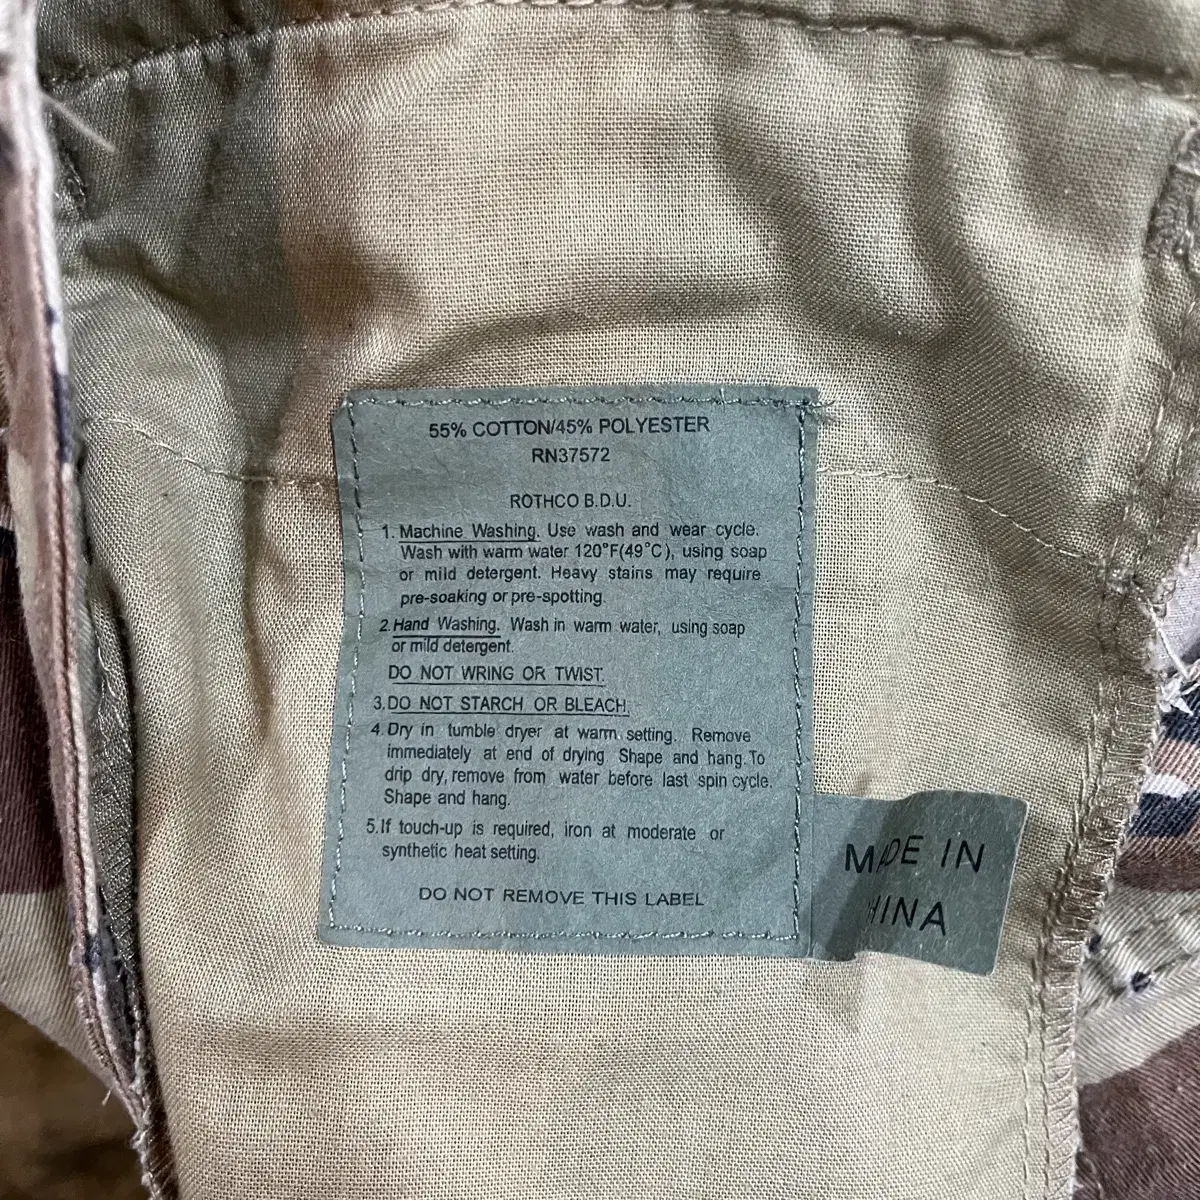 55% COTTON/45% POLYESTER
RN37572
ROTHCO B.D.U.
1. Machine Washing. Use wash and wear cycle.
Wash with warm water 120°F(49°C), using soap
or mild detergent. Heavy stains may require
pre-soaking or pre-spotting.
2. Hand Washing. Wash in warm water, using soap
or mild detergent.
DO NOT WRING OR TWIST.
3. DO NOT STARCH OR BLEACH.
4. Dry in tumble dryer at warm setting. Remove
immediately at end of drying Shape and hang. To
drip dry, remove from water before last spin cycle.
Shape and hang.
5. If touch-up is required, iron at moderate or
synthetic heat setting.
DO NOT REMOVE THIS LABEL
MADE IN
HINA